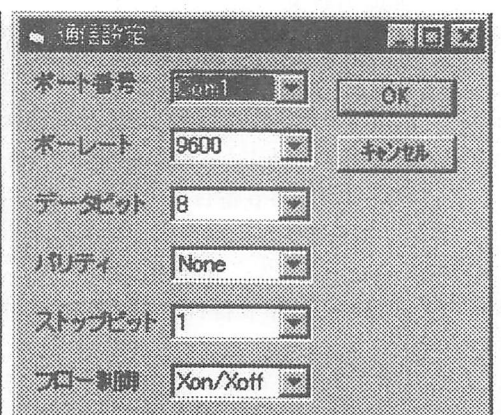 通信設定
ポート番号 Com1 OK
ボーレート 9600 キャンセル
データビット 8
パリティ None
ストップビット 1
フロー制御 Xon/Xoff